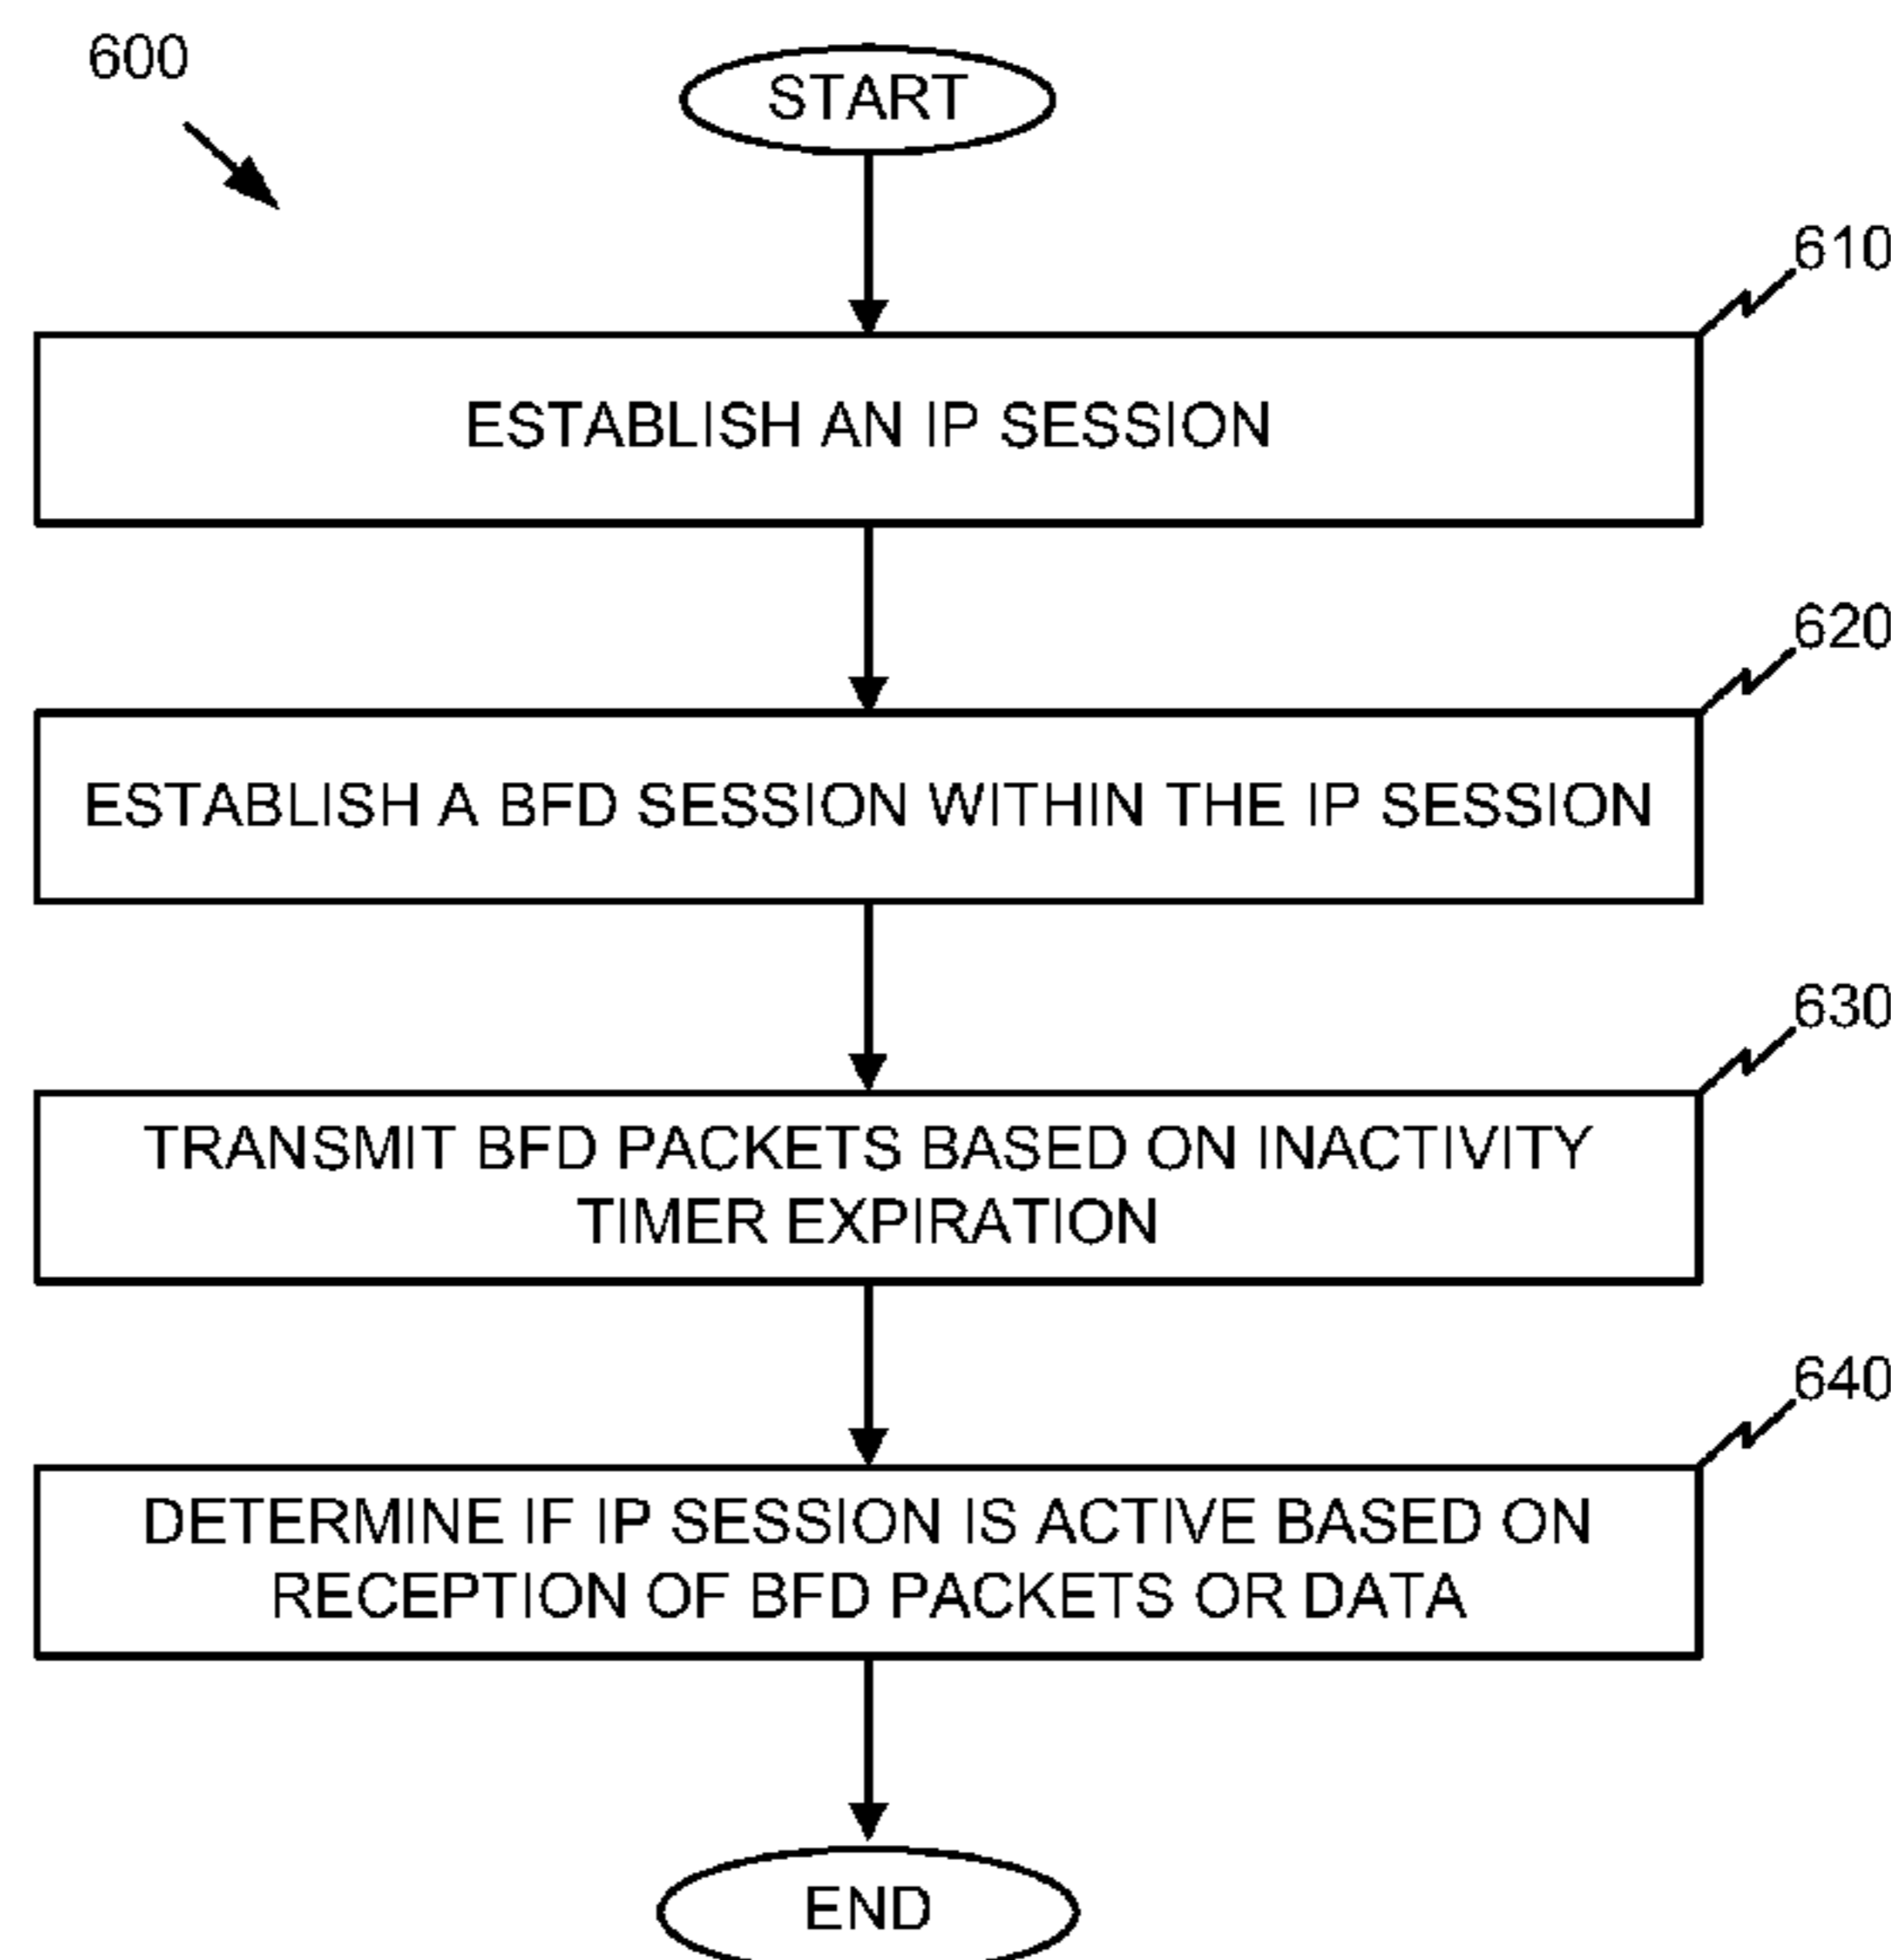 600
START
610
ESTABLISH AN IP SESSION
620
ESTABLISH A BFD SESSION WITHIN THE IP SESSION
630
TRANSMIT BFD PACKETS BASED ON INACTIVITY
TIMER EXPIRATION
640
DETERMINE IF IP SESSION IS ACTIVE BASED ON
RECEPTION OF BFD PACKETS OR DATA
END